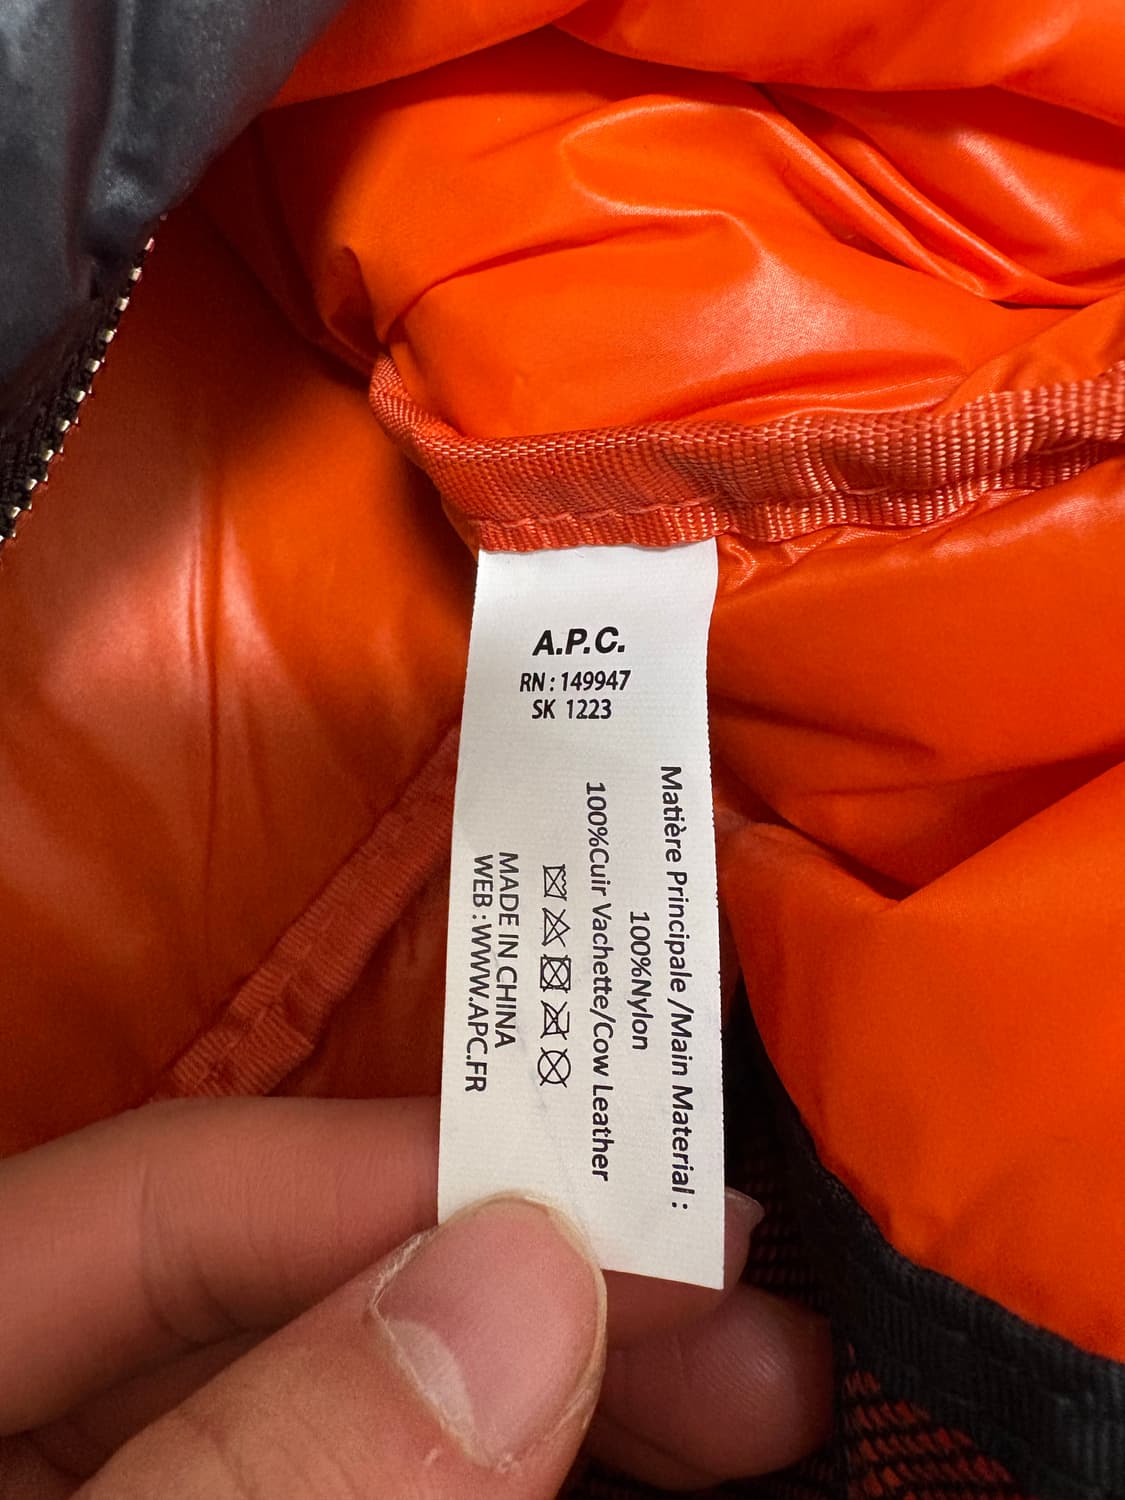 A.P.C.
RN : 149947
SK 1223
Matière Principale /Main Material :
100%Nylon
100%Cuir Vachette/Cow Leather
MADE IN CHINA
WEB : WWW.APC.FR